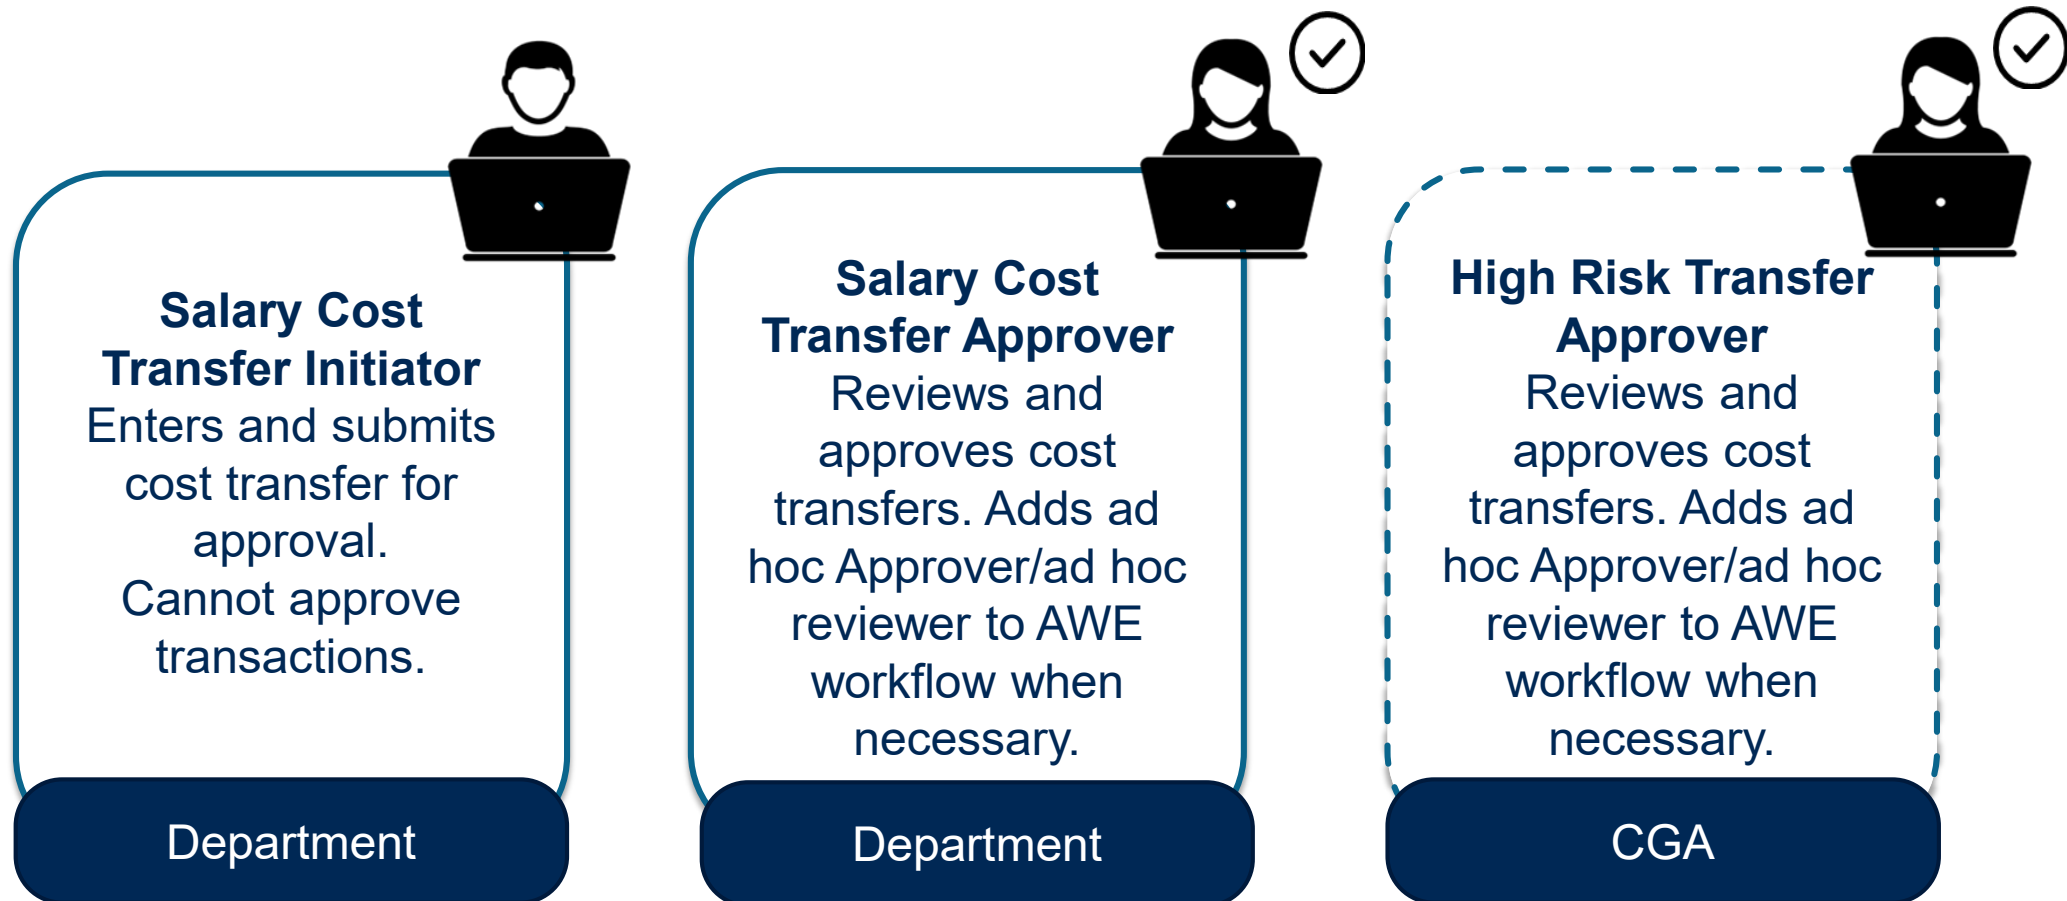 Salary Cost
Transfer Initiator
Enters and submits
cost transfer for
approval.
Cannot approve
transactions.
Department
Salary Cost
Transfer Approver
Reviews and
approves cost
transfers. Adds ad
hoc Approver/ad hoc
reviewer to AWE
workflow when
necessary.
Department
High Risk Transfer
Approver
Reviews and
approves cost
transfers. Adds ad
hoc Approver/ad hoc
reviewer to AWE
workflow when
necessary.
CGA